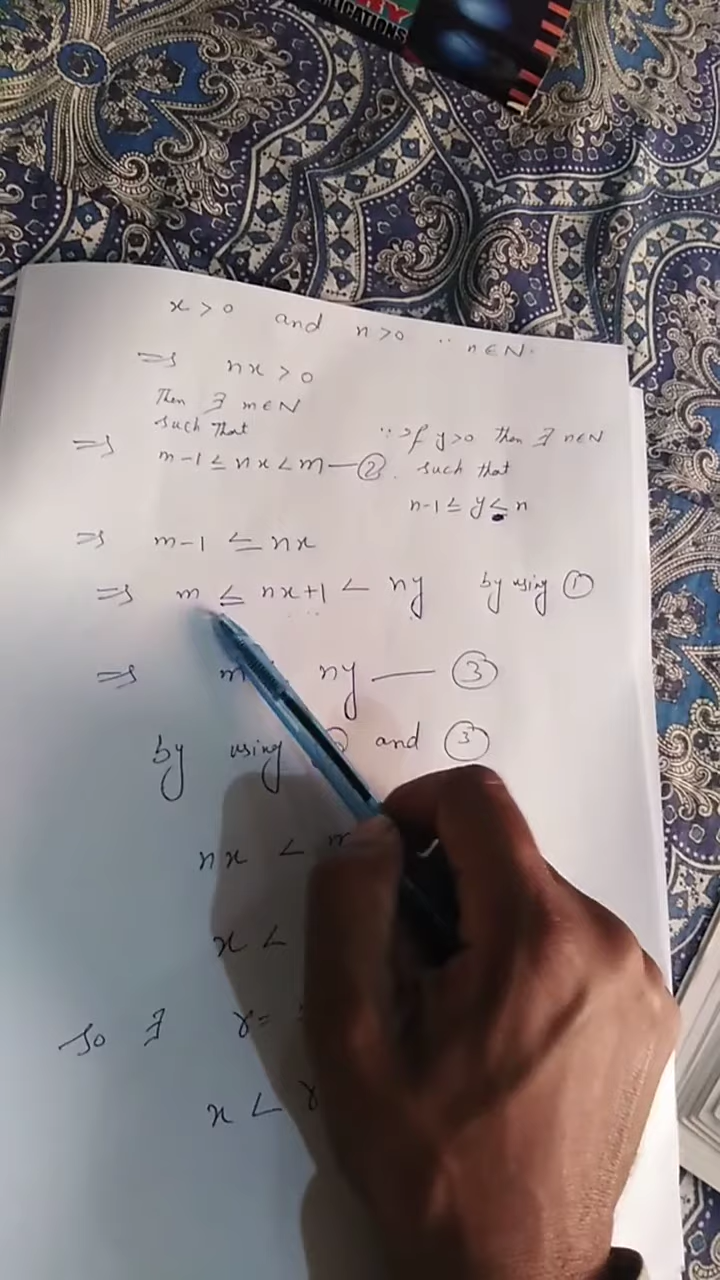 LICATIONS
x > 0 and n > 0 ∵ n ∈ N.
⇒ nx > 0
Then ∃ m ∈ N
such that
⇒ m-1 ≤ nx < m — ②
∵ If y > 0 then ∃ n ∈ N
such that
n-1 ≤ y < n
⇒ m-1 ≤ nx
⇒ m ≤ nx+1 < ny by using ①
⇒ m ny — ③
by using and ③
nx < m
x <
So ∃ r =
x < r